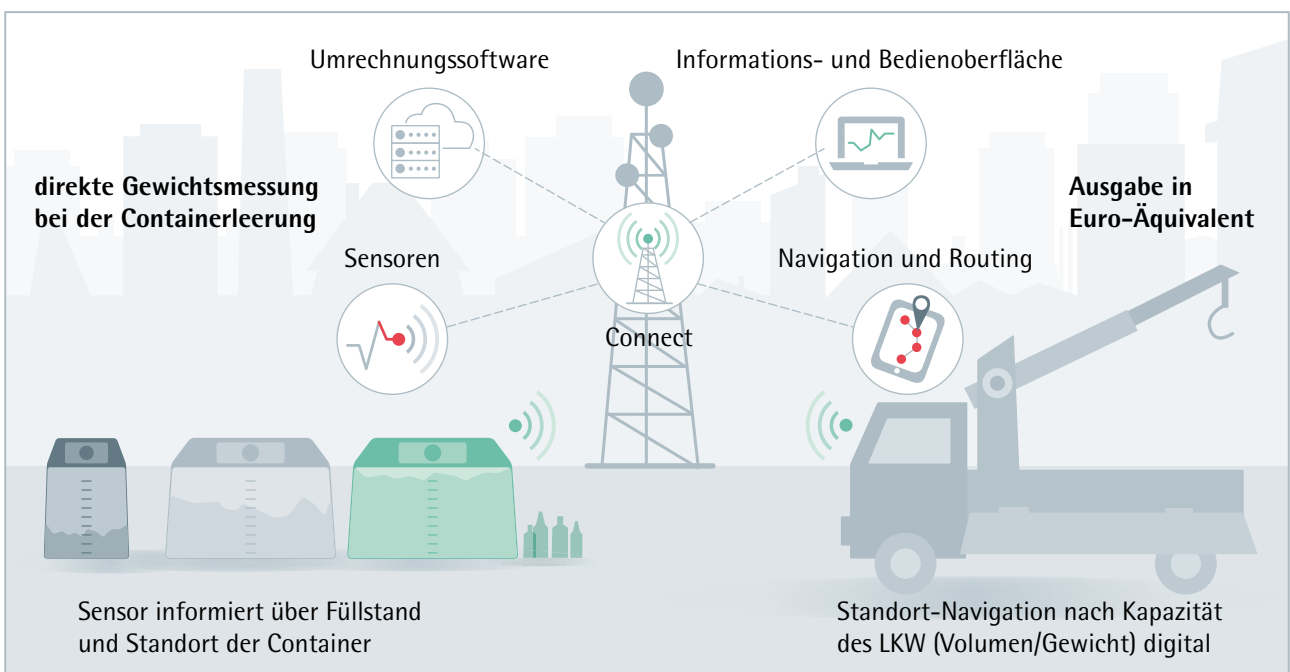 Umrechnungssoftware
Informations- und Bedienoberfläche
direkte Gewichtsmessung
bei der Containerleerung
Ausgabe in
Euro-Äquivalent
Sensoren
Navigation und Routing
Connect
Sensor informiert über Füllstand
und Standort der Container
Standort-Navigation nach Kapazität
des LKW (Volumen/Gewicht) digital